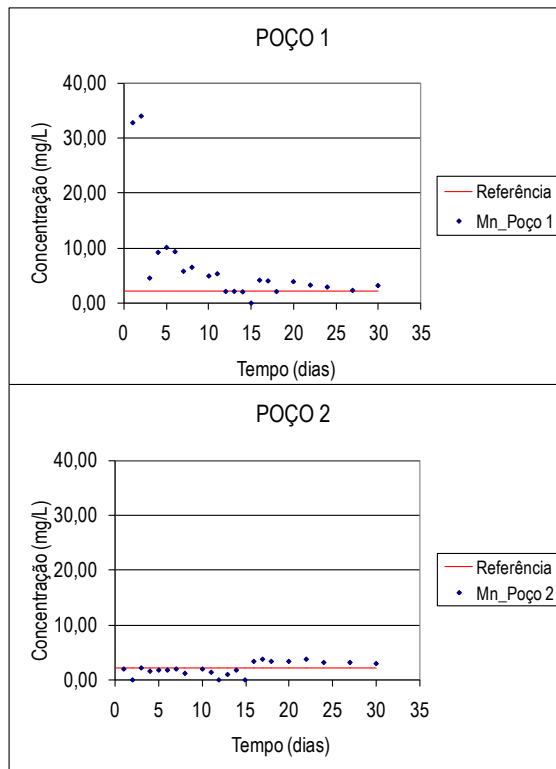 POÇO 1
40,00
30,00
20,00
10,00
0,00
Concentração (mg/L)
0 5 10 15 20 25 30 35
Tempo (dias)
Referência
Mn_Poço 1
POÇO 2
40,00
30,00
20,00
10,00
0,00
Concentração (mg/L)
0 5 10 15 20 25 30 35
Tempo (dias)
Referência
Mn_Poço 2